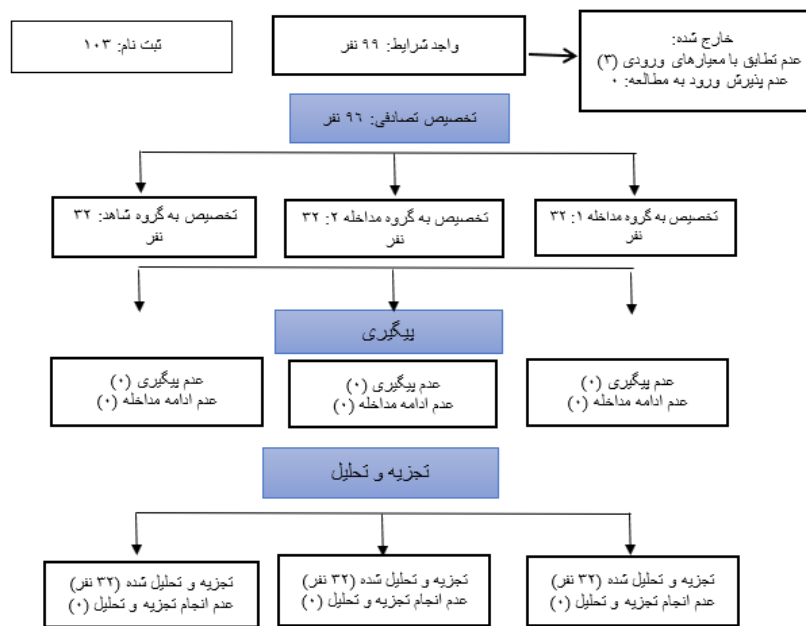 ثبت نام: ۱۰۳
واجد شرایط: ۹۹ نفر
خارج شده:
عدم تطابق با معیارهای ورودی (۳)
عدم پذیرش ورود به مطالعه: ۰
تخصیص تصادفی: ۹۶ نفر
تخصیص به گروه مداخله ۱: ۳۲
نفر
تخصیص به گروه مداخله ۲: ۳۲
نفر
تخصیص به گروه شاهد: ۳۲
نفر
پیگیری
عدم پیگیری (۰)
عدم ادامه مداخله (۰)
عدم پیگیری (۰)
عدم ادامه مداخله (۰)
عدم پیگیری (۰)
عدم ادامه مداخله (۰)
تجزیه و تحلیل
تجزیه و تحلیل شده (۳۲ نفر)
عدم انجام تجزیه و تحلیل (۰)
تجزیه و تحلیل شده (۳۲ نفر)
عدم انجام تجزیه و تحلیل (۰)
تجزیه و تحلیل شده (۳۲ نفر)
عدم انجام تجزیه و تحلیل (۰)